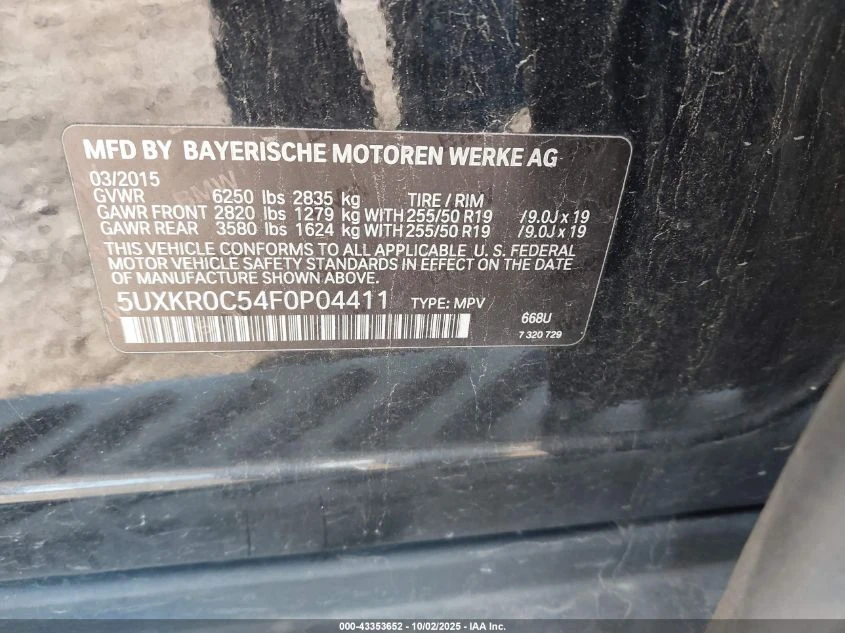 MFD BY BAYERISCHE MOTOREN WERKE AG
03/2015
GVWR 6250 lbs 2835 kg TIRE / RIM
GAWR FRONT 2820 lbs 1279 kg WITH 255/50 R19 /9.0J x 19
GAWR REAR 3580 lbs 1624 kg WITH 255/50 R19 /9.0J x 19
THIS VEHICLE CONFORMS TO ALL APPLICABLE U. S. FEDERAL
MOTOR VEHICLE SAFETY STANDARDS IN EFFECT ON THE DATE
OF MANUFACTURE SHOWN ABOVE.
5UXKR0C54F0P04411 TYPE: MPV
668U
7 320 729
000-43353652 - 10/02/2025 - IAA Inc.